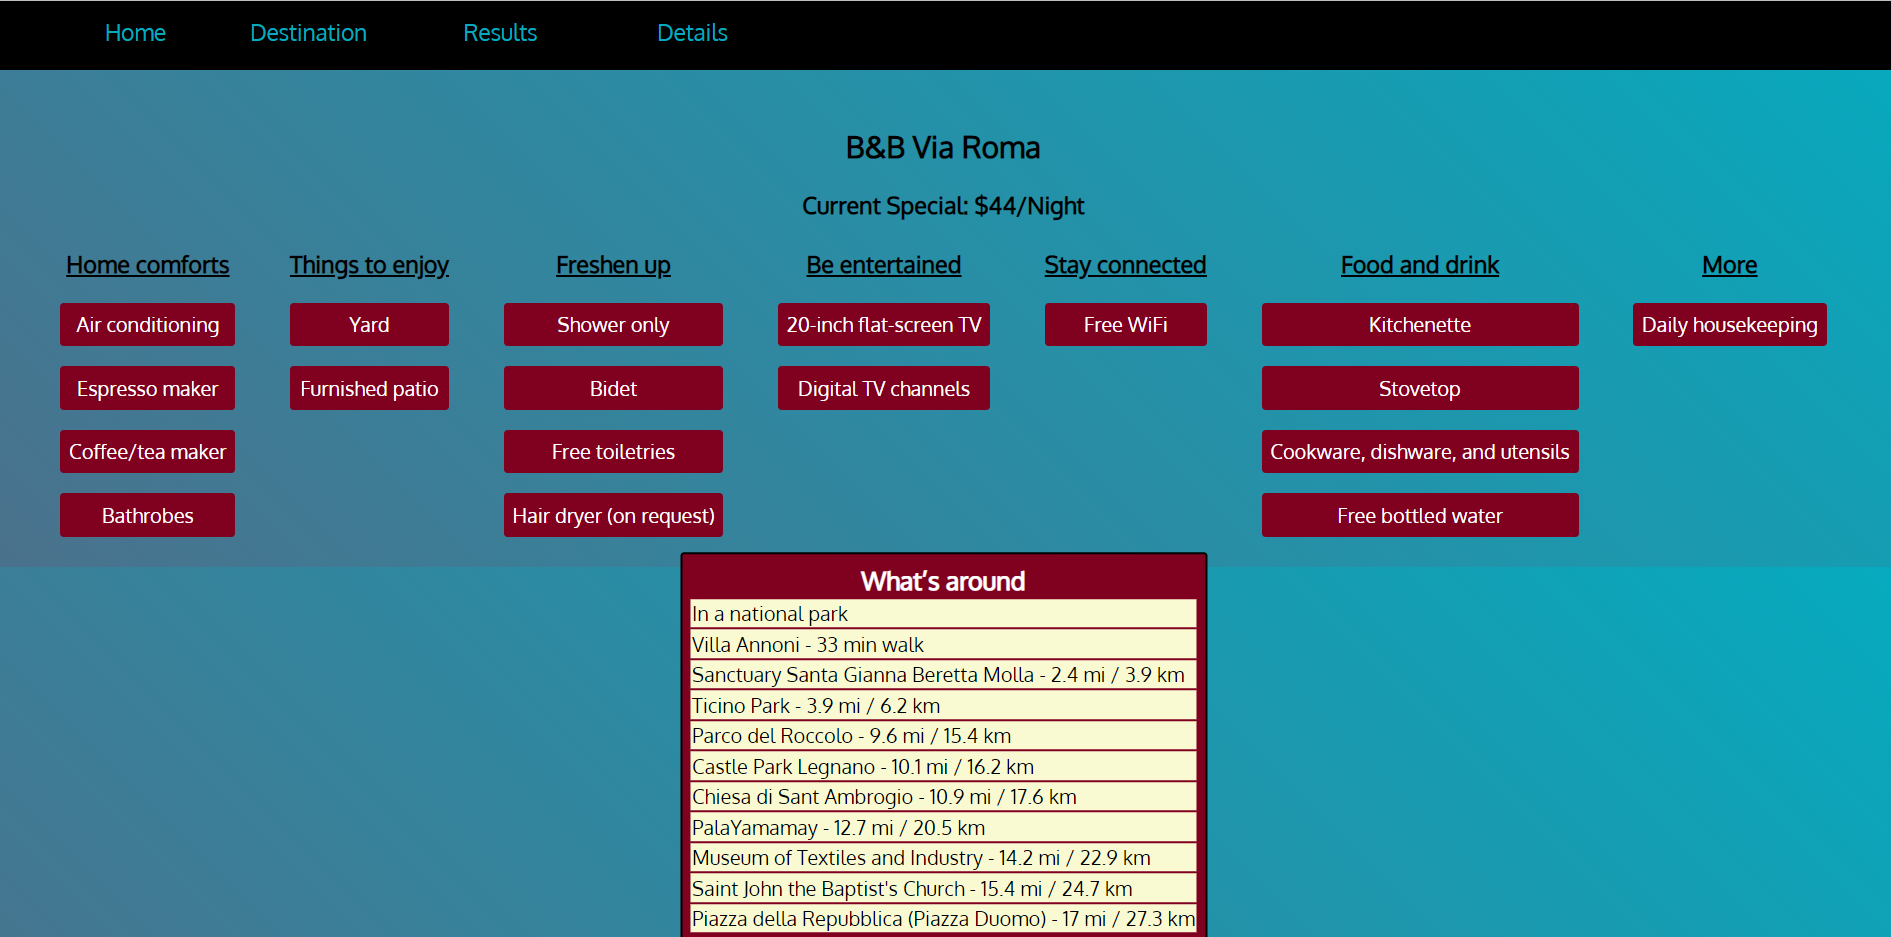 Home Destination Results Details
B&B Via Roma
Current Special: $44/Night
Home comforts
Air conditioning
Espresso maker
Coffee/tea maker
Bathrobes
Things to enjoy
Yard
Furnished patio
Freshen up
Shower only
Bidet
Free toiletries
Hair dryer (on request)
Be entertained
20-inch flat-screen TV
Digital TV channels
Stay connected
Free WiFi
Food and drink
Kitchenette
Stovetop
Cookware, dishware, and utensils
Free bottled water
More
Daily housekeeping
What’s around
In a national park
Villa Annoni - 33 min walk
Sanctuary Santa Gianna Beretta Molla - 2.4 mi / 3.9 km
Ticino Park - 3.9 mi / 6.2 km
Parco del Roccolo - 9.6 mi / 15.4 km
Castle Park Legnano - 10.1 mi / 16.2 km
Chiesa di Sant Ambrogio - 10.9 mi / 17.6 km
PalaYamamay - 12.7 mi / 20.5 km
Museum of Textiles and Industry - 14.2 mi / 22.9 km
Saint John the Baptist's Church - 15.4 mi / 24.7 km
Piazza della Repubblica (Piazza Duomo) - 17 mi / 27.3 km